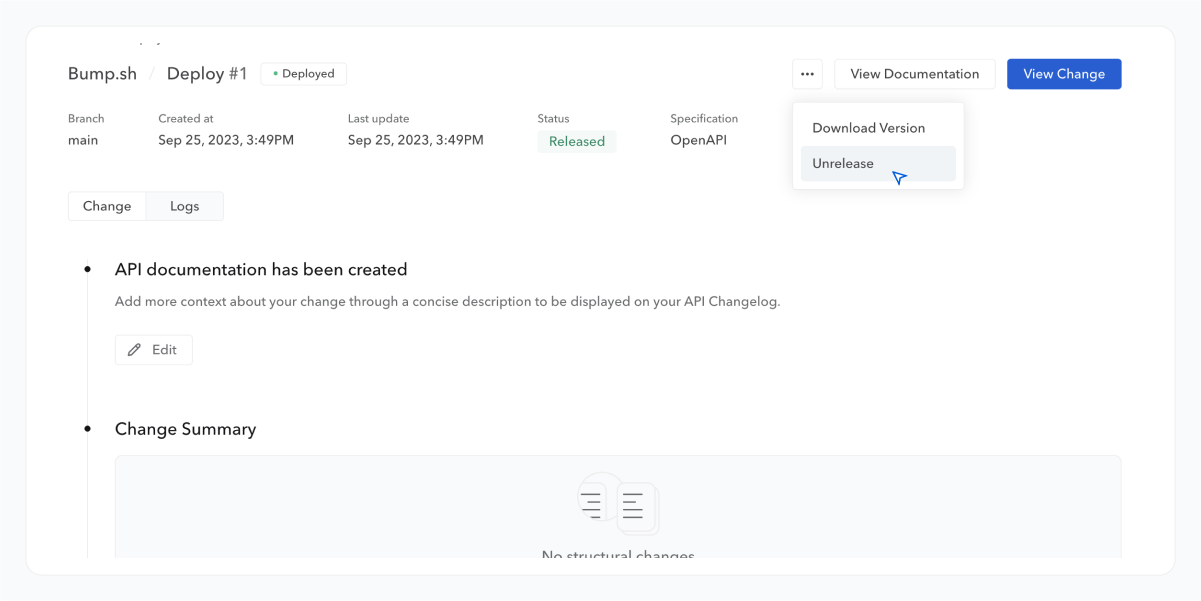 Bump.sh / Deploy #1 • Deployed ••• View Documentation View Change
Branch Created at Last update Status Specification
main Sep 25, 2023, 3:49PM Sep 25, 2023, 3:49PM Released OpenAPI
Download Version
Unrelease
Change Logs
API documentation has been created
Add more context about your change through a concise description to be displayed on your API Changelog.
Edit
Change Summary
No structural changes